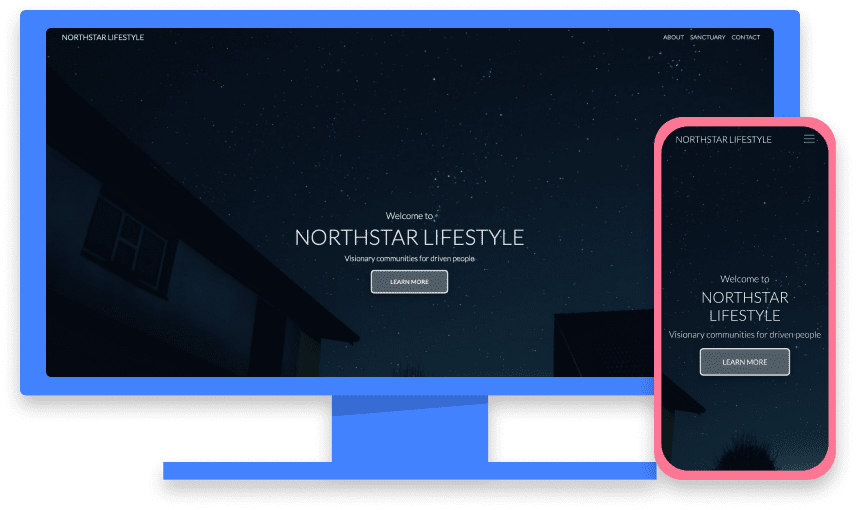 NORTHSTAR LIFESTYLE
ABOUT SANCTUARY CONTACT
Welcome to
NORTHSTAR LIFESTYLE
Visionary communities for driven people
LEARN MORE
NORTHSTAR LIFESTYLE
Welcome to
NORTHSTAR
LIFESTYLE
Visionary communities for driven people
LEARN MORE